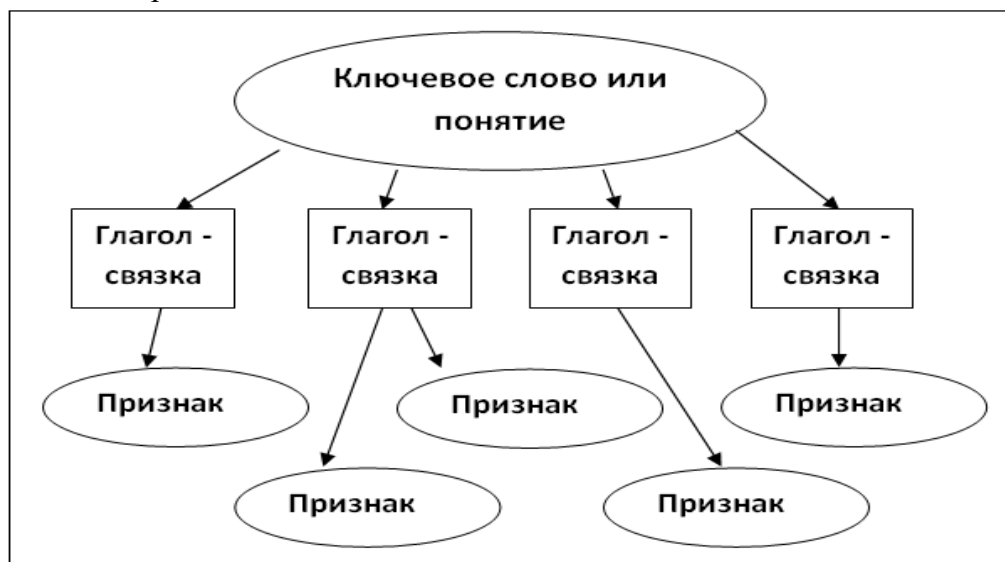 Ключевое слово или
понятие
Глагол -
связка
Глагол -
связка
Глагол -
связка
Глагол -
связка
Признак
Признак
Признак
Признак
Признак